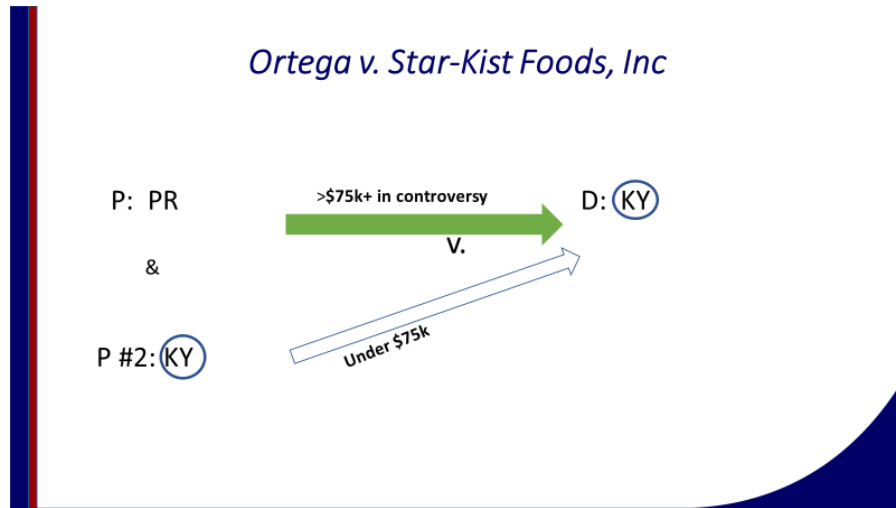 Ortega v. Star-Kist Foods, Inc
P: PR
>$75k+ in controversy
D: KY
V.
&
Under $75k
P #2: KY